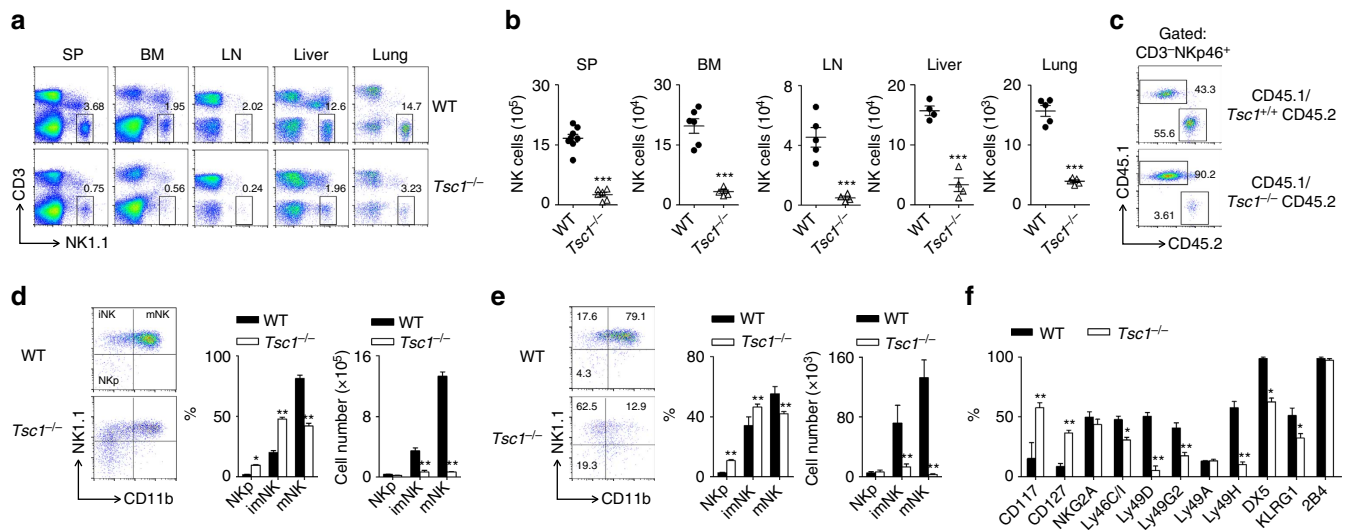 a
SP BM LN Liver Lung
3.68 1.95 2.02 12.6 14.7
WT
0.75 0.56 0.24 1.96 3.23
Tsc1–/–
CD3
NK1.1
b
SP BM LN Liver Lung
NK cells (10⁵)
30
15
0
***
WT
Tsc1–/–
NK cells (10⁴)
30
15
0
***
WT
Tsc1–/–
NK cells (10⁴)
8
4
0
***
WT
Tsc1–/–
NK cells (10⁴)
20
10
0
***
WT
Tsc1–/–
NK cells (10³)
20
10
0
***
WT
Tsc1–/–
c
Gated:
CD3–NKp46+
43.3
55.6
CD45.1/
Tsc1+/+ CD45.2
90.2
3.61
CD45.1/
Tsc1–/– CD45.2
CD45.1
CD45.2
d
WT
iNK mNK
NKp
Tsc1–/–
NK1.1
CD11b
WT
Tsc1–/–
%
100
50
0
* ** **
NKp imNK mNK
WT
Tsc1–/–
Cell number (×10⁵)
16
8
0
** **
NKp imNK mNK
e
WT
17.6 79.1
4.3
Tsc1–/–
62.5 12.9
19.3
NK1.1
CD11b
WT
Tsc1–/–
%
80
40
0
** ** **
NKp imNK mNK
WT
Tsc1–/–
Cell number (×10³)
160
80
0
** **
NKp imNK mNK
f
WT Tsc1–/–
%
100
50
0
** ** * ** ** ** * *
CD117 CD127 NKG2A Ly46C/I Ly49D Ly49G2 Ly49A Ly49H DX5 KLRG1 2B4